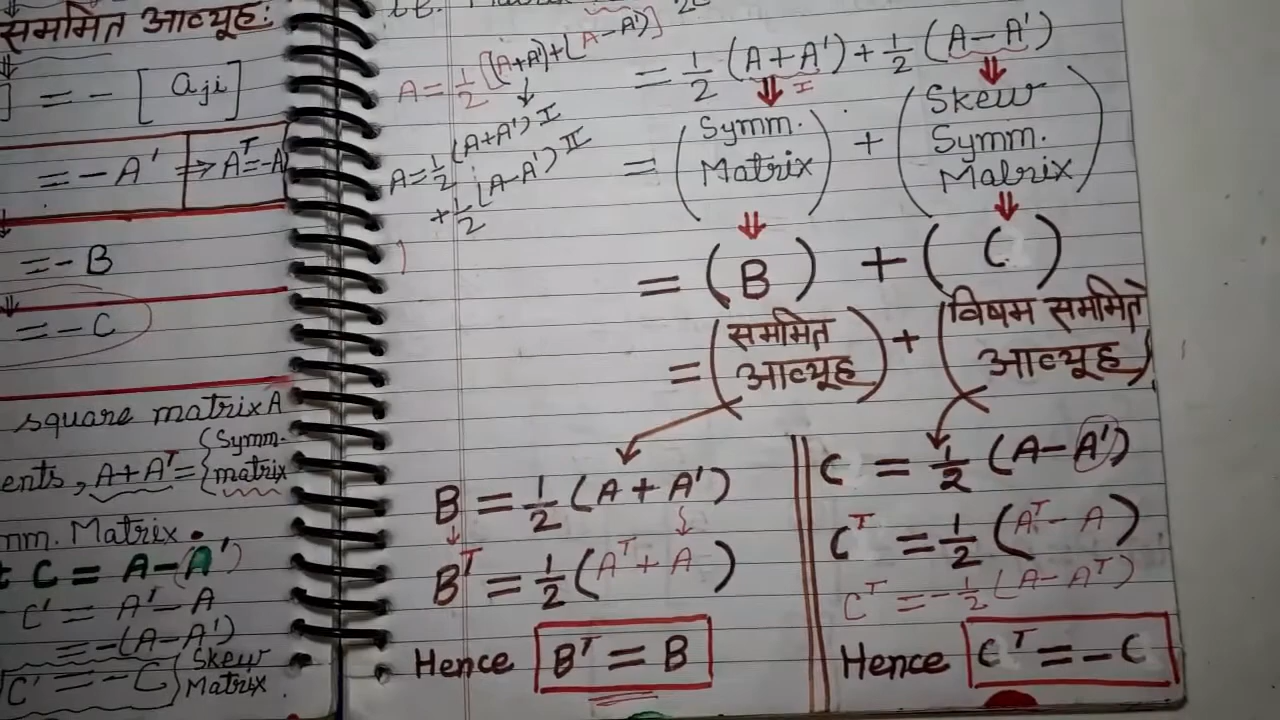 सममित आव्यूह:
] = - [ aji ]
= - A' ⇒ Aᵀ = -A
= - B
= - C
square matrix A
ents, A+Aᵀ = { Symm. matrix
mm. Matrix.
C = A - A'
C' = A' - A
= -(A - A')
C' = - C } Skew Matrix
A = 1/2 [(A+A') + (A-A')]
A = 1/2 (A+A') I
+ 1/2 (A-A') II
= 1/2 (A+A') + 1/2 (A-A')
I
= (Symm. Matrix) + (Skew Symm. Matrix)
= (B) + (C)
= (सममित आव्यूह) + (विषम सममित आव्यूह)
B = 1/2 (A + A')
Bᵀ = 1/2 (Aᵀ + A)
Hence Bᵀ = B
C = 1/2 (A - A')
Cᵀ = 1/2 (Aᵀ - A)
Cᵀ = -1/2 (A - Aᵀ)
Hence Cᵀ = - C